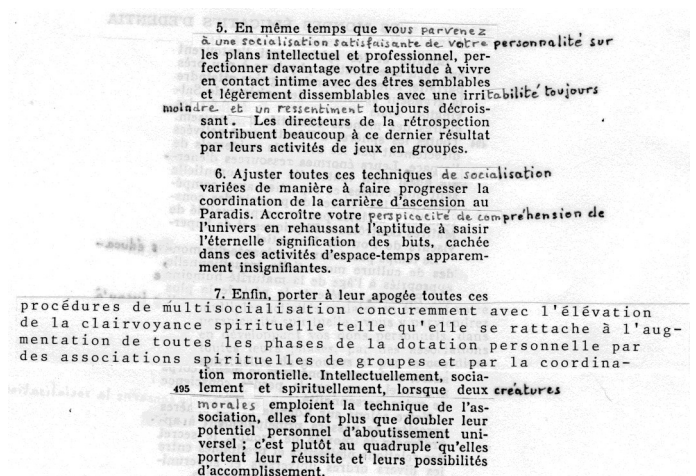 5. En même temps que vous parvenez
à une socialisation satisfaisante de votre personnalité sur
les plans intellectuel et professionnel, per-
fectionner davantage votre aptitude à vivre
en contact intime avec des êtres semblables
et légèrement dissemblables avec une irritabilité toujours
moindre et un ressentiment toujours décrois-
sant. Les directeurs de la rétrospection
contribuent beaucoup à ce dernier résultat
par leurs activités de jeux en groupes.
6. Ajuster toutes ces techniques de socialisation
variées de manière à faire progresser la
coordination de la carrière d'ascension au
Paradis. Accroître votre perspicacité de compréhension de
l'univers en rehaussant l'aptitude à saisir
l'éternelle signification des buts, cachée
dans ces activités d'espace-temps apparem-
ment insignifiantes.
7. Enfin, porter à leur apogée toutes ces
procédures de multisocialisation concuremment avec l'élévation
de la clairvoyance spirituelle telle qu'elle se rattache à l'aug-
mentation de toutes les phases de la dotation personnelle par
des associations spirituelles de groupes et par la coordina-
tion morontielle. Intellectuellement, socia-
495 lement et spirituellement, lorsque deux créatures
morales emploient la technique de l'as-
sociation, elles font plus que doubler leur
potentiel personnel d'aboutissement uni-
versel ; c'est plutôt au quadruple qu'elles
portent leur réussite et leurs possibilités
d'accomplissement.